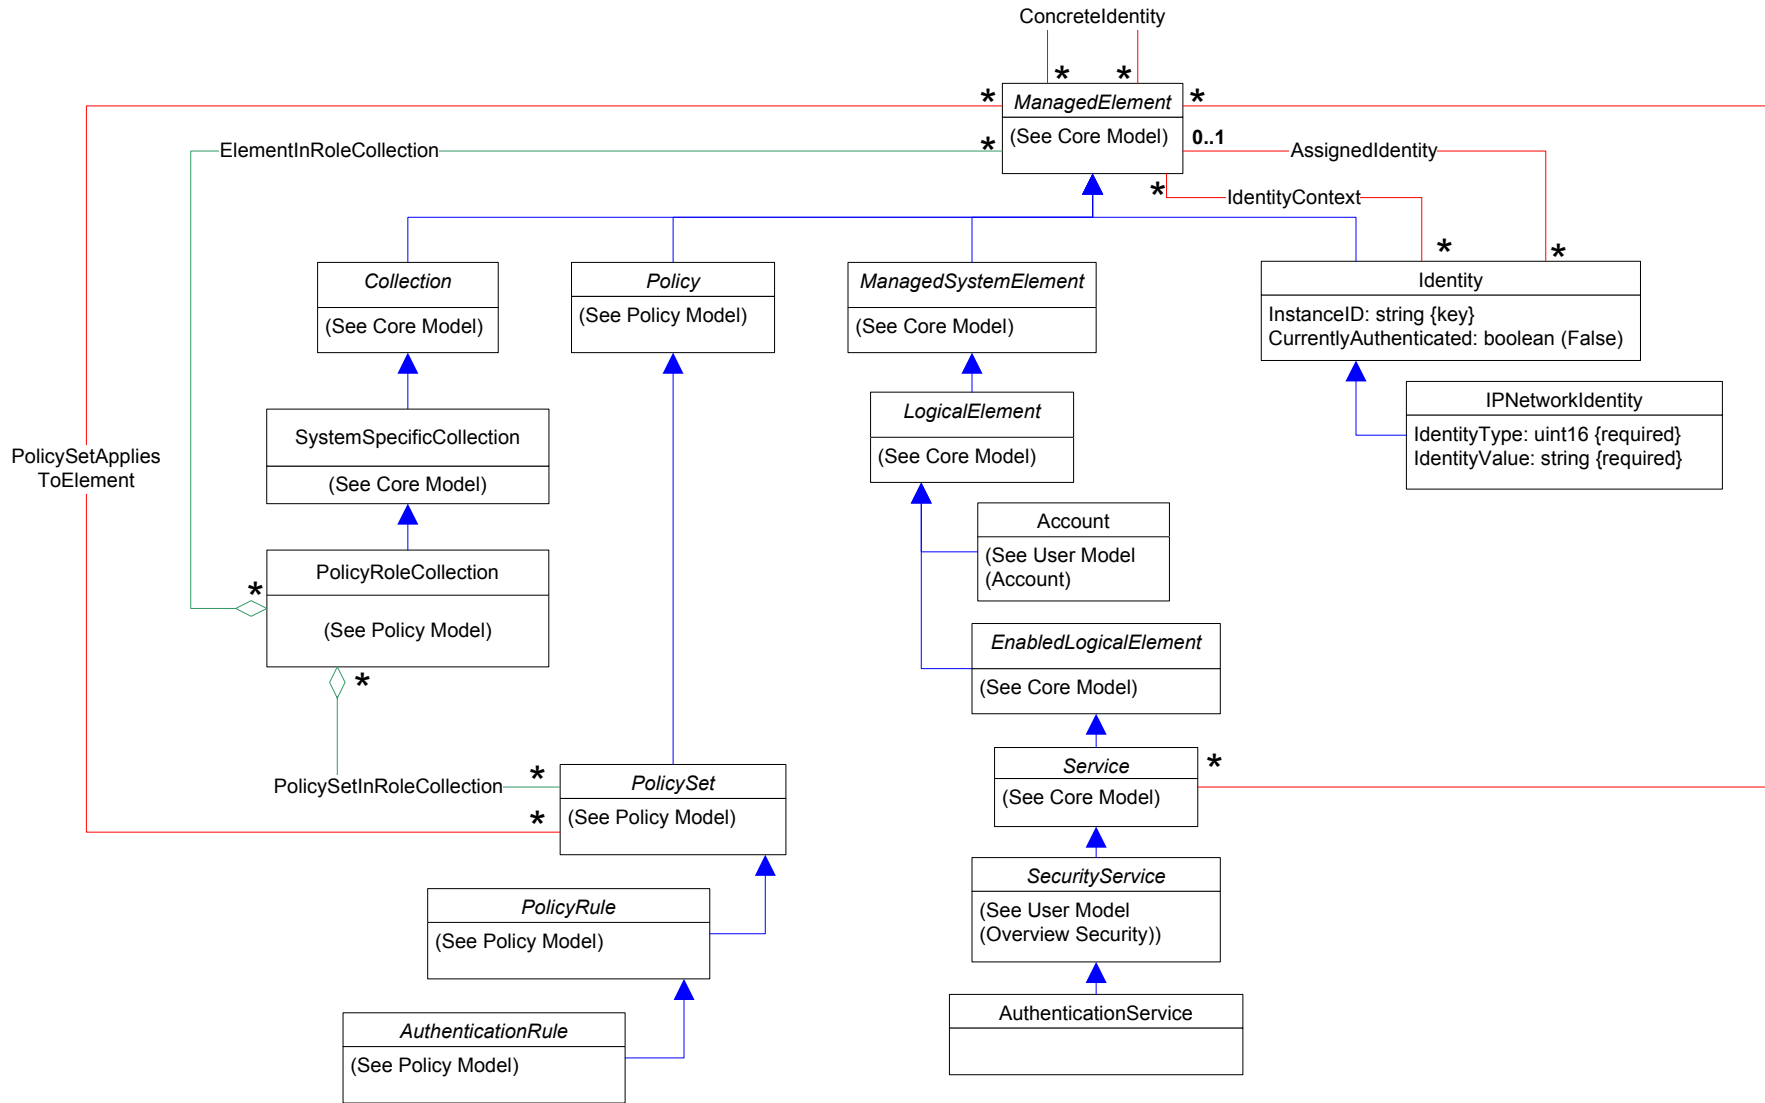 ConcreteIdentity
*
*
*
ManagedElement
*
(See Core Model)
0..1
ElementInRoleCollection
*
AssignedIdentity
*
IdentityContext
*
*
Collection
(See Core Model)
Policy
(See Policy Model)
ManagedSystemElement
(See Core Model)
Identity
InstanceID: string {key}
CurrentlyAuthenticated: boolean (False)
IPNetworkIdentity
IdentityType: uint16 {required}
IdentityValue: string {required}
LogicalElement
(See Core Model)
SystemSpecificCollection
(See Core Model)
PolicySetApplies
ToElement
Account
(See User Model
(Account)
PolicyRoleCollection
*
(See Policy Model)
*
EnabledLogicalElement
(See Core Model)
Service
*
(See Core Model)
PolicySetInRoleCollection
*
PolicySet
(See Policy Model)
*
SecurityService
(See User Model
(Overview Security))
PolicyRule
(See Policy Model)
AuthenticationService
AuthenticationRule
(See Policy Model)